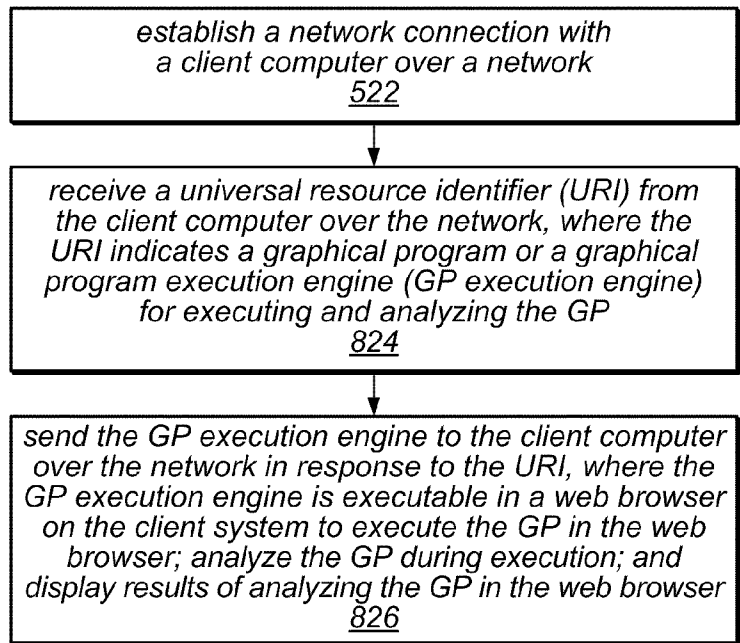 establish a network connection with
a client computer over a network
522
receive a universal resource identifier (URI) from
the client computer over the network, where the
URI indicates a graphical program or a graphical
program execution engine (GP execution engine)
for executing and analyzing the GP
824
send the GP execution engine to the client computer
over the network in response to the URI, where the
GP execution engine is executable in a web browser
on the client system to execute the GP in the web
browser; analyze the GP during execution; and
display results of analyzing the GP in the web browser
826